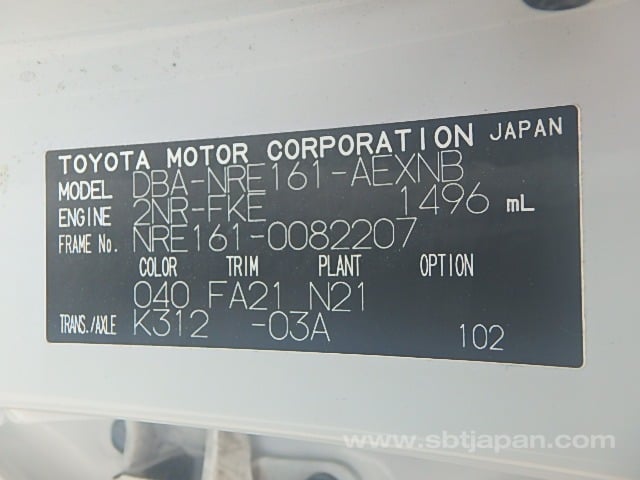 TOYOTA MOTOR CORPORATION JAPAN
MODEL DBA-NRE161-AEXNB
ENGINE 2NR-FKE 1496 mL
FRAME No. NRE161-0082207
COLOR TRIM PLANT OPTION
040 FA21 N21
TRANS./AXLE K312 -03A 102
www.sbtjapan.com